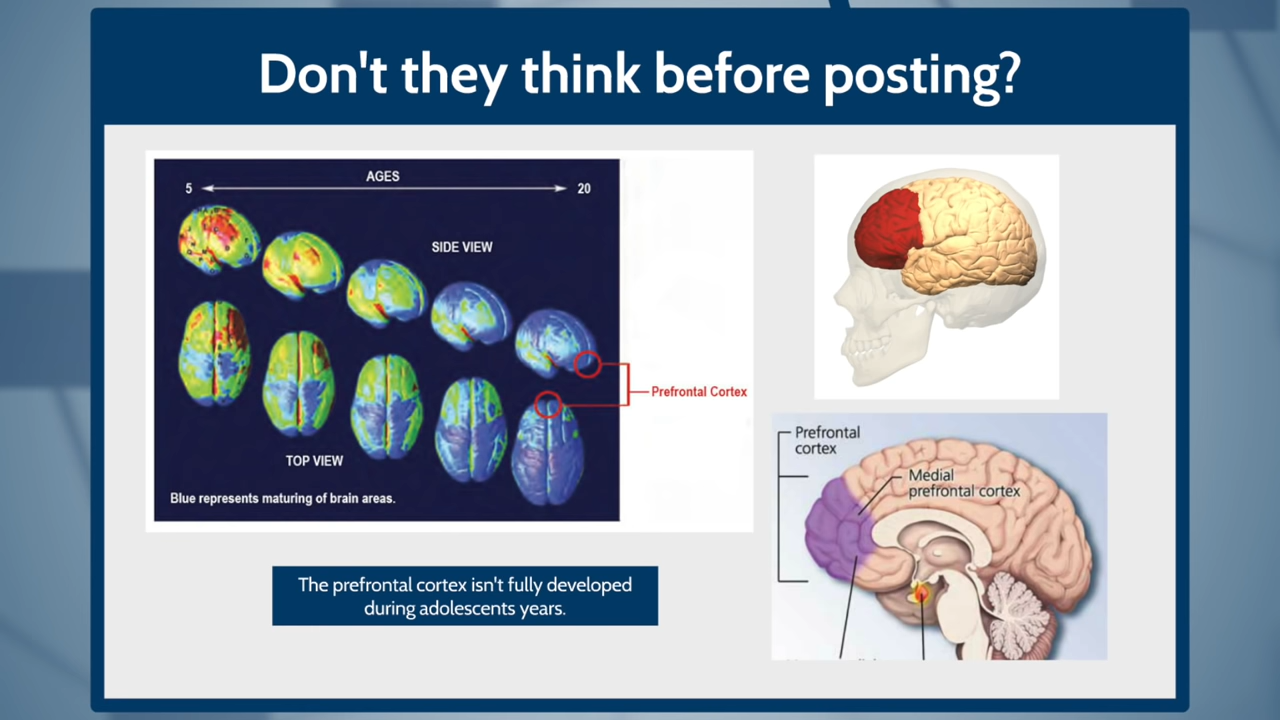 Don't they think before posting?
AGES
5
20
SIDE VIEW
Prefrontal Cortex
TOP VIEW
Blue represents maturing of brain areas.
The prefrontal cortex isn't fully developed
during adolescents years.
Prefrontal
cortex
Medial
prefrontal cortex